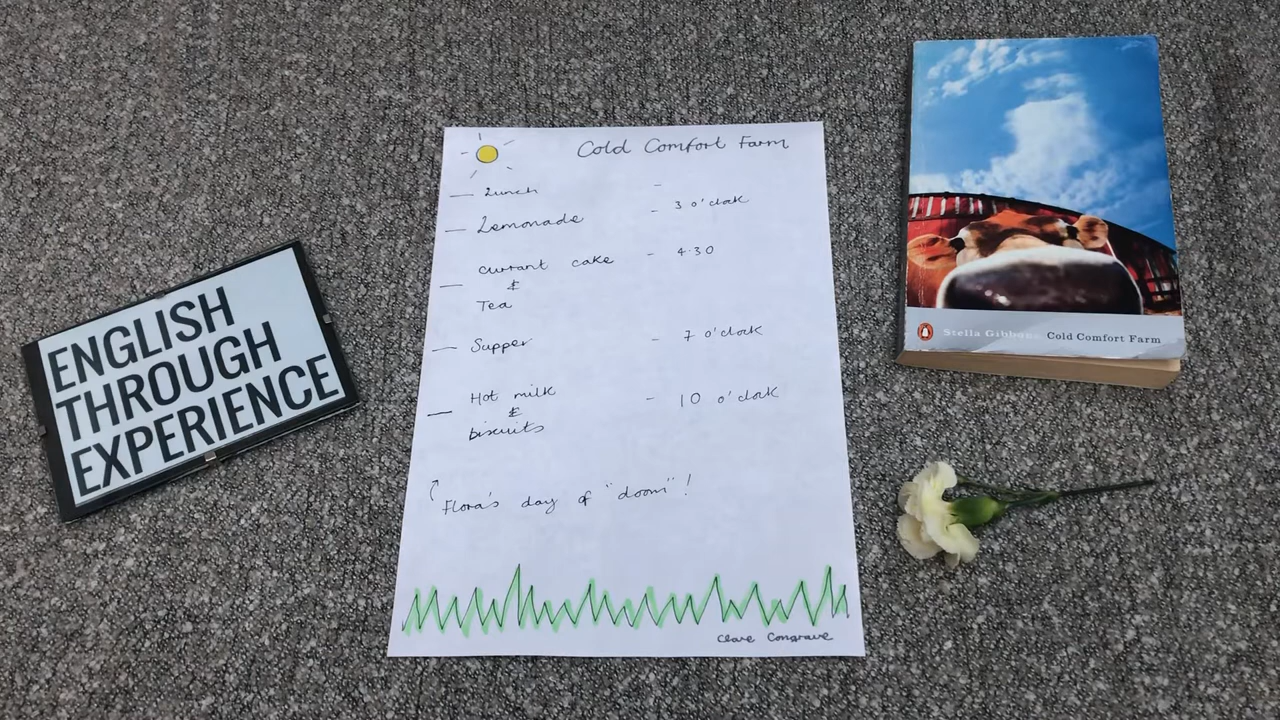 ENGLISH
THROUGH
EXPERIENCE
Cold Comfort Farm
— Lunch -
— Lemonade - 3 o'clock
currant cake - 4.30
— &
Tea
— Supper - 7 o'clock
Hot milk
— & - 10 o'clock
biscuits
Flora's day of "doom"!
Clare Congrave
Stella Gibbons Cold Comfort Farm